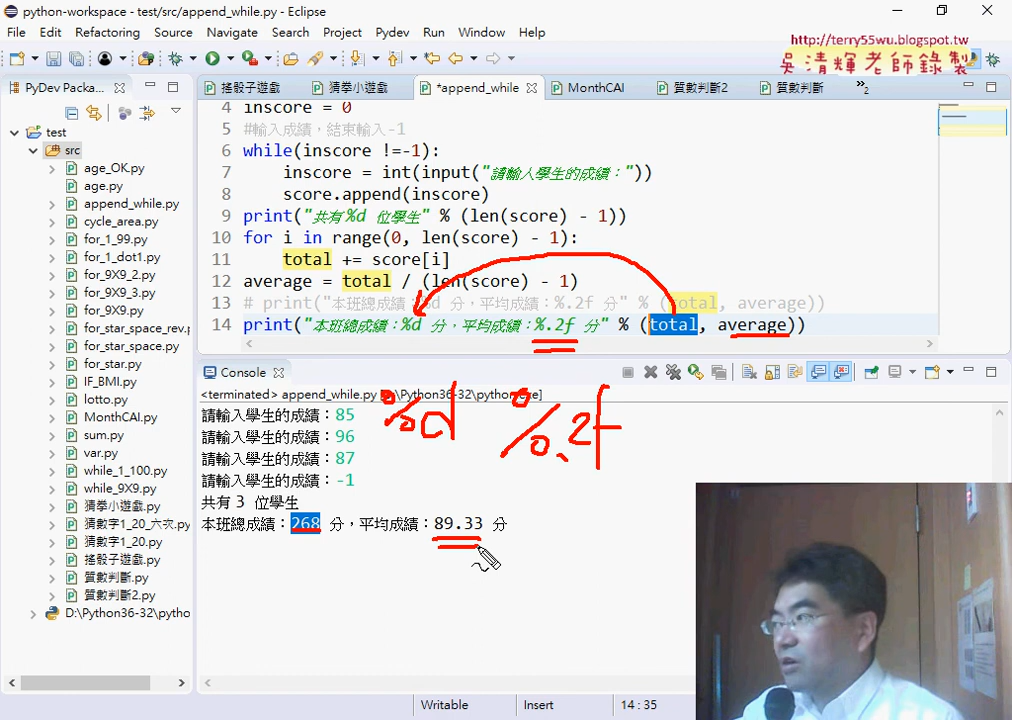 python-workspace - test/src/append_while.py - Eclipse
File Edit Refactoring Source Navigate Search Project Pydev Run Window Help
http://terry55wu.blogspot.tw
吳清輝老師錄製
PyDev Packa...
搖骰子遊戲 猜拳小遊戲 *append_while MonthCAI 質數判斷2 質數判斷 »2
test
src
age_OK.py
age.py
append_while.py
cycle_area.py
for_1_99.py
for_1_dot1.py
for_9X9_2.py
for_9X9_3.py
for_9X9.py
for_star_space_rev.p
for_star_space.py
for_star.py
IF_BMI.py
lotto.py
MonthCAI.py
sum.py
var.py
while_1_100.py
while_9X9.py
猜拳小遊戲.py
猜數字1_20_六次.py
猜數字1_20.py
搖骰子遊戲.py
質數判斷.py
質數判斷2.py
D:\Python36-32\pytho
4 inscore = 0
5 #輸入成績，結束輸入-1
6 while(inscore !=-1):
7 inscore = int(input("請輸入學生的成績："))
8 score.append(inscore)
9 print("共有%d 位學生" % (len(score) - 1))
10 for i in range(0, len(score) - 1):
11 total += score[i]
12 average = total / (len(score) - 1)
13 # print("本班總成績：%d 分，平均成績：%.2f 分" % (total, average))
14 print("本班總成績：%d 分，平均成績：%.2f 分" % (total, average))
Console
<terminated> append_while.py [D:\Python36-32\python.exe]
請輸入學生的成績：85
請輸入學生的成績：96
請輸入學生的成績：87
請輸入學生的成績：-1
共有 3 位學生
本班總成績：268 分，平均成績：89.33 分
%d %.2f
Writable Insert 14 : 35